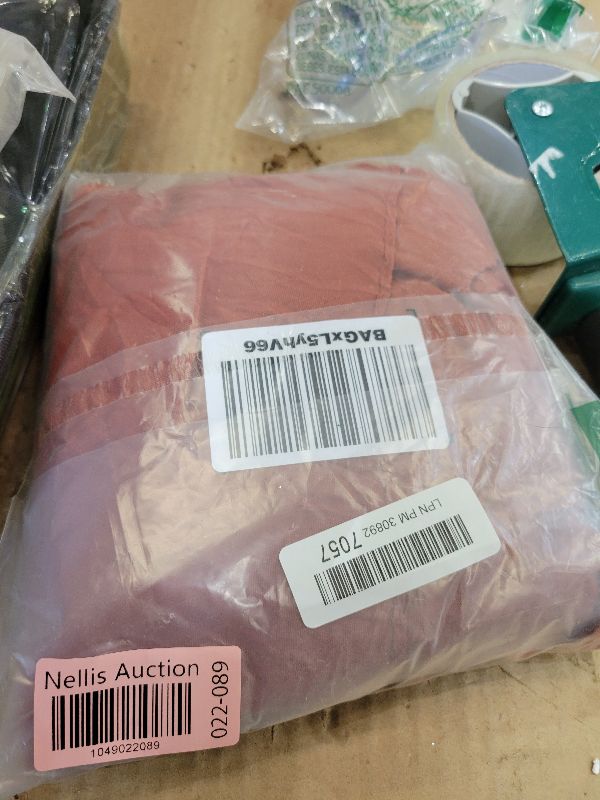 BAGxL5yhV66
LPN PM 30892 7057
Nellis Auction
1049022089
022-089